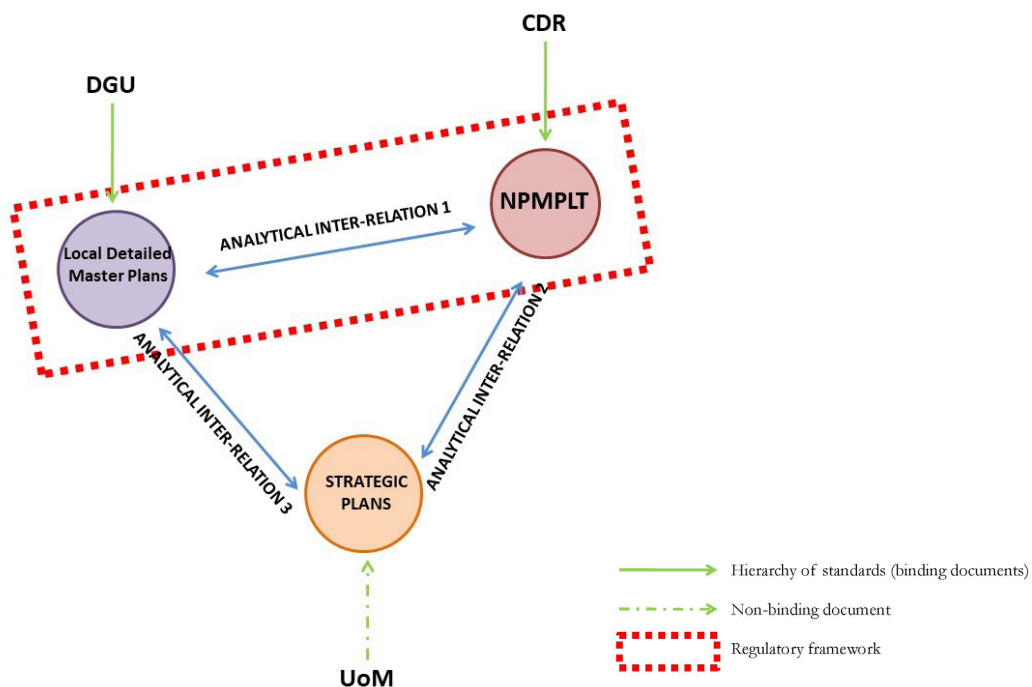 CDR
DGU
NPMPLT
ANALYTICAL INTER-RELATION 1
Local Detailed
Master Plans
ANALYTICAL INTER-RELATION 2
ANALYTICAL INTER-RELATION 3
STRATEGIC
PLANS
Hierarchy of standards (binding documents)
Non-binding document
Regulatory framework
UoM